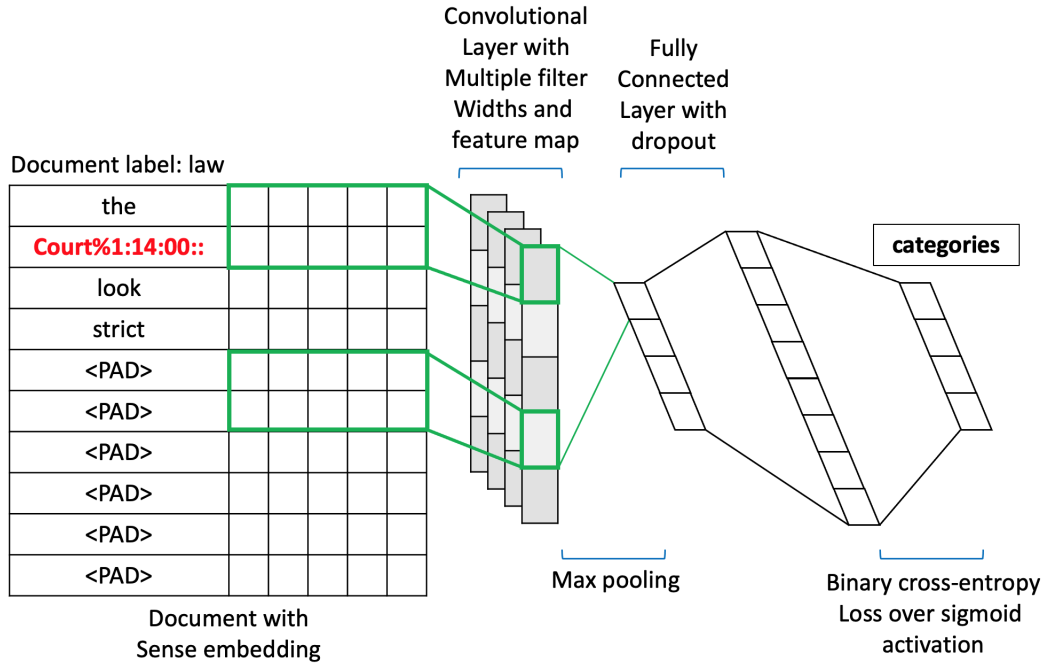 Convolutional
Layer with
Multiple filter
Widths and
feature map
Fully
Connected
Layer with
dropout
Document label: law
the
Court%1:14:00::
look
strict
<PAD>
<PAD>
<PAD>
<PAD>
<PAD>
<PAD>
categories
Max pooling
Document with
Sense embedding
Binary cross-entropy
Loss over sigmoid
activation